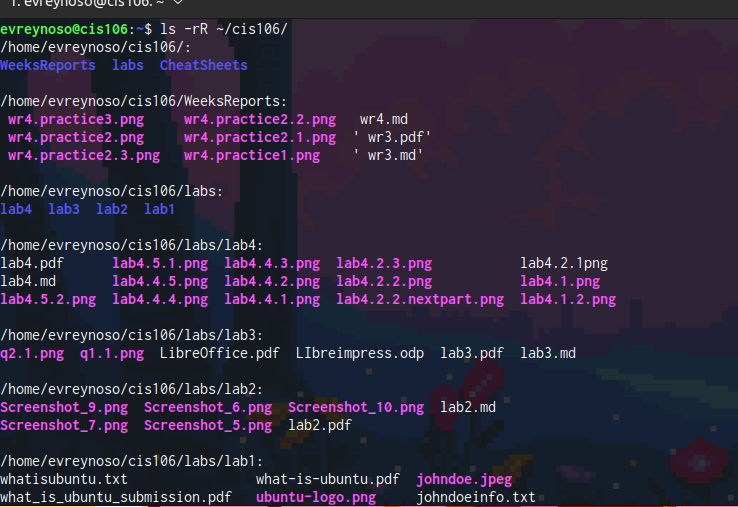 1. evreynoso@cis106: ~
evreynoso@cis106:~$ ls -rR ~/cis106/
/home/evreynoso/cis106/:
WeeksReports  labs  CheatSheets
/home/evreynoso/cis106/WeeksReports:
 wr4.practice3.png     wr4.practice2.2.png   wr4.md
 wr4.practice2.png     wr4.practice2.1.png  ' wr3.pdf'
 wr4.practice2.3.png   wr4.practice1.png    ' wr3.md'
/home/evreynoso/cis106/labs:
lab4  lab3  lab2  lab1
/home/evreynoso/cis106/labs/lab4:
lab4.pdf      lab4.5.1.png  lab4.4.3.png  lab4.2.3.png           lab4.2.1png
lab4.md       lab4.4.5.png  lab4.4.2.png  lab4.2.2.png           lab4.1.png
lab4.5.2.png  lab4.4.4.png  lab4.4.1.png  lab4.2.2.nextpart.png  lab4.1.2.png
/home/evreynoso/cis106/labs/lab3:
q2.1.png  q1.1.png  LibreOffice.pdf  LIbreimpress.odp  lab3.pdf  lab3.md
/home/evreynoso/cis106/labs/lab2:
Screenshot_9.png  Screenshot_6.png  Screenshot_10.png  lab2.md
Screenshot_7.png  Screenshot_5.png  lab2.pdf
/home/evreynoso/cis106/labs/lab1:
whatisubuntu.txt                what-is-ubuntu.pdf  johndoe.jpeg
what_is_ubuntu_submission.pdf   ubuntu-logo.png     johndoeinfo.txt